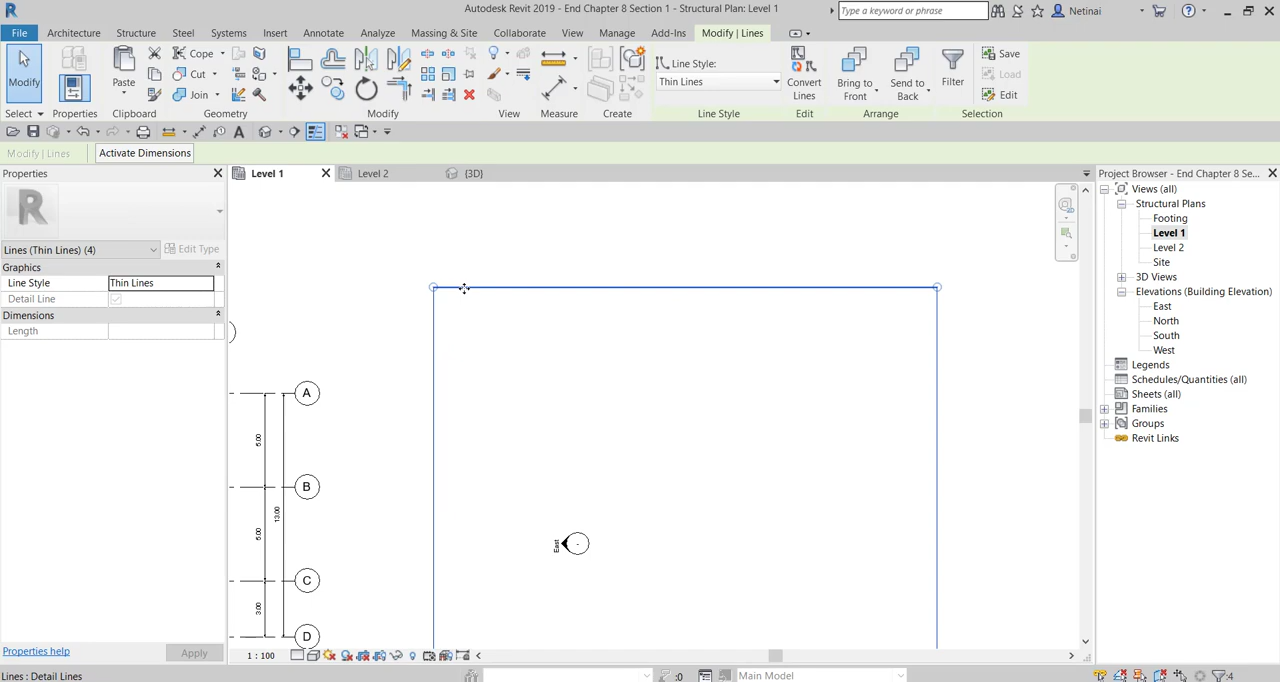 Autodesk Revit 2019 - End Chapter 8 Section 1 - Structural Plan: Level 1
Type a keyword or phrase
Netinai
File Architecture Structure Steel Systems Insert Annotate Analyze Massing & Site Collaborate View Manage Add-Ins Modify | Lines
Modify
Paste
Cope
Cut
Join
Line Style:
Thin Lines
Convert
Lines
Bring to
Front
Send to
Back
Filter
Save
Load
Edit
Select Properties Clipboard Geometry Modify View Measure Create Line Style Edit Arrange Selection
Modify | Lines
Activate Dimensions
Properties
Level 1
Level 2
{3D}
Project Browser - End Chapter 8 Se...
Lines (Thin Lines) (4)
Edit Type
Graphics
Line Style Thin Lines
Detail Line
Dimensions
Length
Properties help
Apply
Views (all)
Structural Plans
Footing
Level 1
Level 2
Site
3D Views
Elevations (Building Elevation)
East
North
South
West
Legends
Schedules/Quantities (all)
Sheets (all)
Families
Groups
Revit Links
A
B
C
D
13.00
3.00
East
1 : 100
Lines : Detail Lines
:0
Main Model
:4